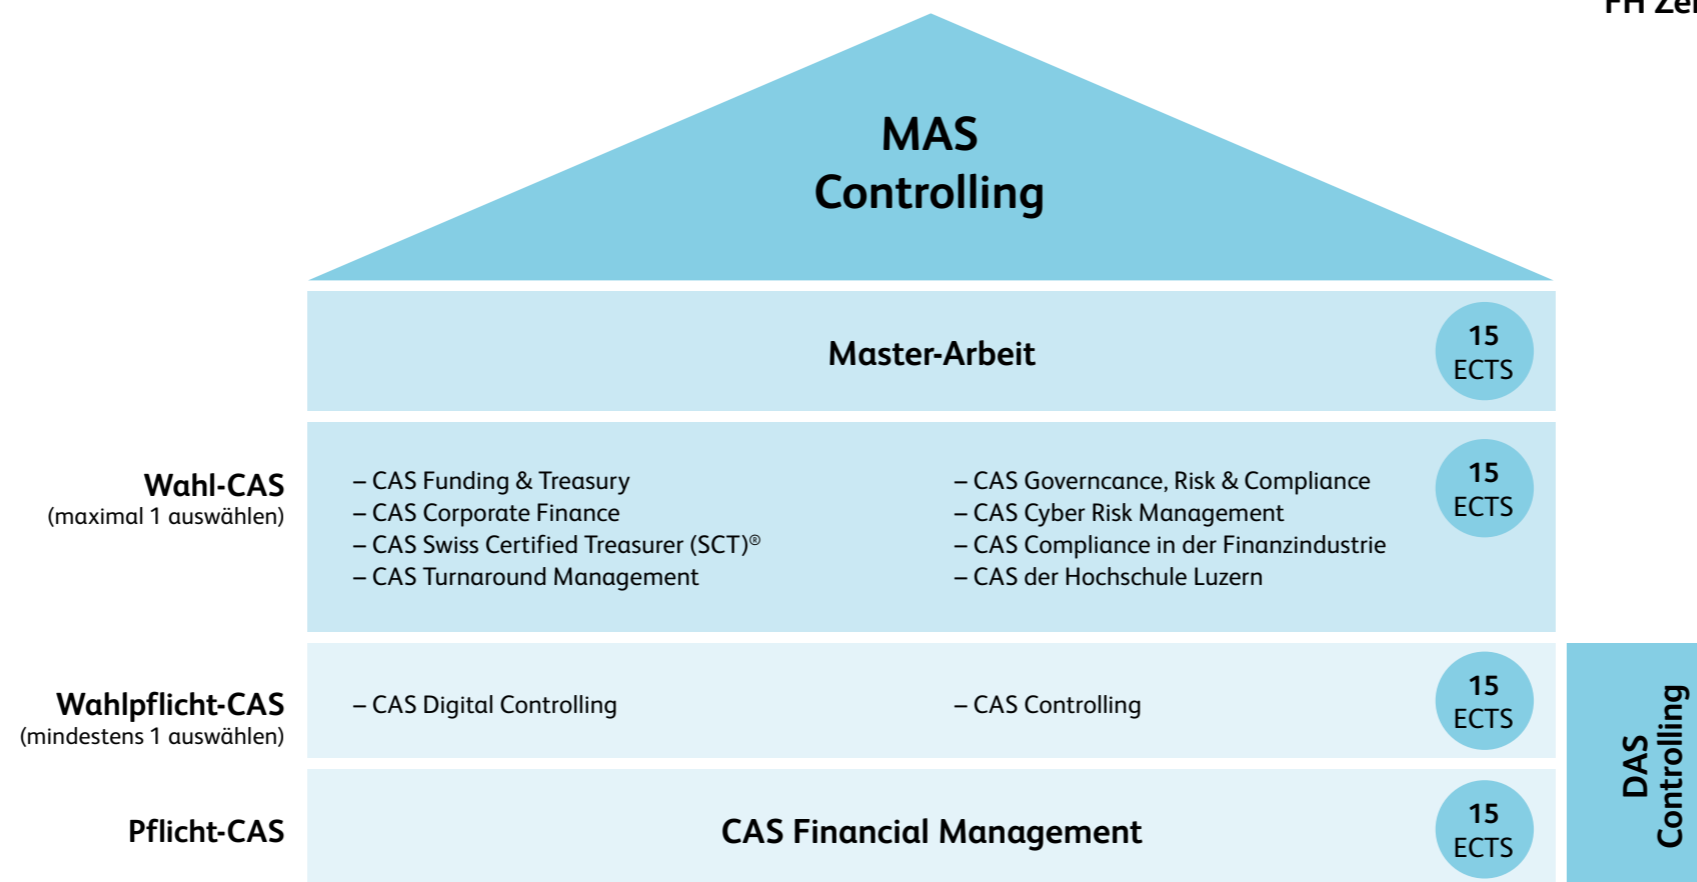 FH Zer
MAS
Controlling
Master-Arbeit
15
ECTS
Wahl-CAS
(maximal 1 auswählen)
– CAS Funding & Treasury
– CAS Corporate Finance
– CAS Swiss Certified Treasurer (SCT)®
– CAS Turnaround Management
– CAS Governcance, Risk & Compliance
– CAS Cyber Risk Management
– CAS Compliance in der Finanzindustrie
– CAS der Hochschule Luzern
15
ECTS
Wahlpflicht-CAS
(mindestens 1 auswählen)
– CAS Digital Controlling
– CAS Controlling
15
ECTS
Pflicht-CAS
CAS Financial Management
15
ECTS
DAS
Controlling